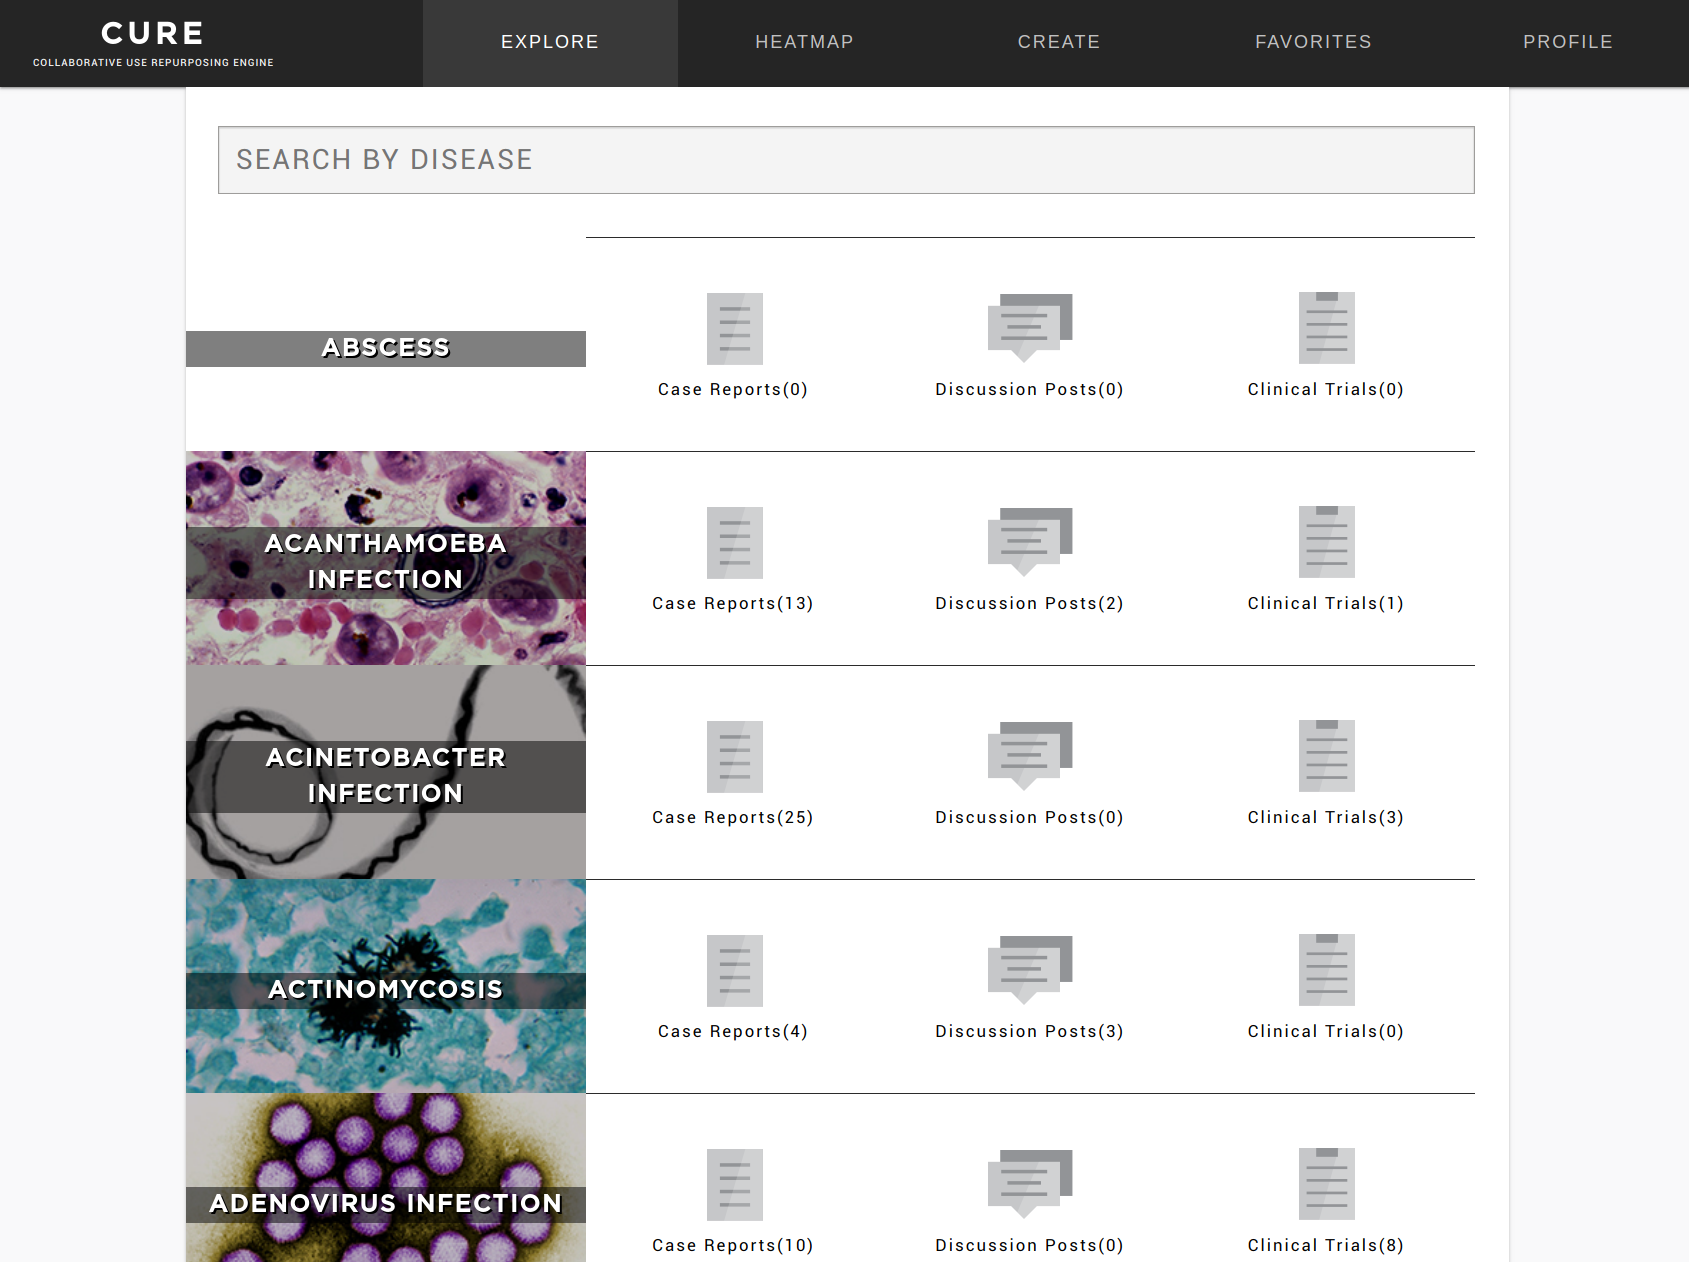 CURE
COLLABORATIVE USE REPURPOSING ENGINE
EXPLORE
HEATMAP
CREATE
FAVORITES
PROFILE
SEARCH BY DISEASE
ABSCESS
Case Reports(0)
Discussion Posts(0)
Clinical Trials(0)
ACANTHAMOEBA
INFECTION
Case Reports(13)
Discussion Posts(2)
Clinical Trials(1)
ACINETOBACTER
INFECTION
Case Reports(25)
Discussion Posts(0)
Clinical Trials(3)
ACTINOMYCOSIS
Case Reports(4)
Discussion Posts(3)
Clinical Trials(0)
ADENOVIRUS INFECTION
Case Reports(10)
Discussion Posts(0)
Clinical Trials(8)